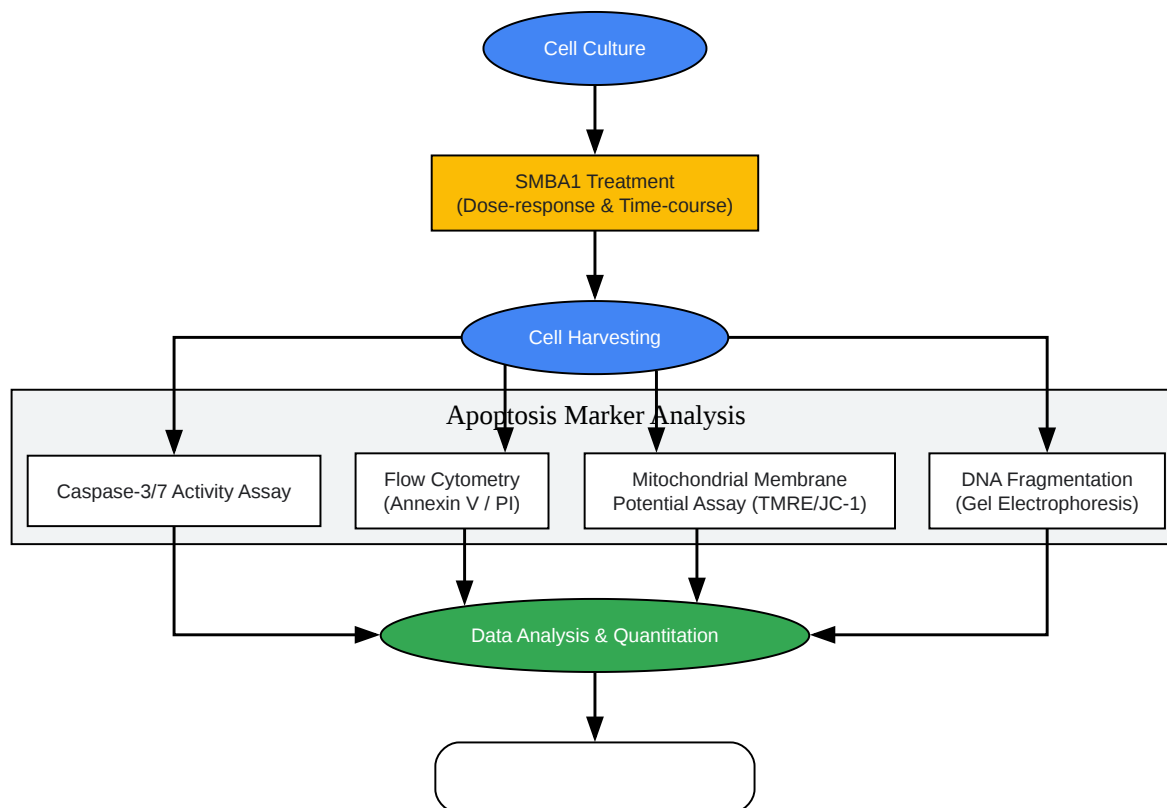 Cell Culture
SMBA1 Treatment
(Dose-response & Time-course)
Cell Harvesting
Apoptosis Marker Analysis
Caspase-3/7 Activity Assay
Flow Cytometry
(Annexin V / PI)
Mitochondrial Membrane
Potential Assay (TMRE/JC-1)
DNA Fragmentation
(Gel Electrophoresis)
Data Analysis & Quantitation